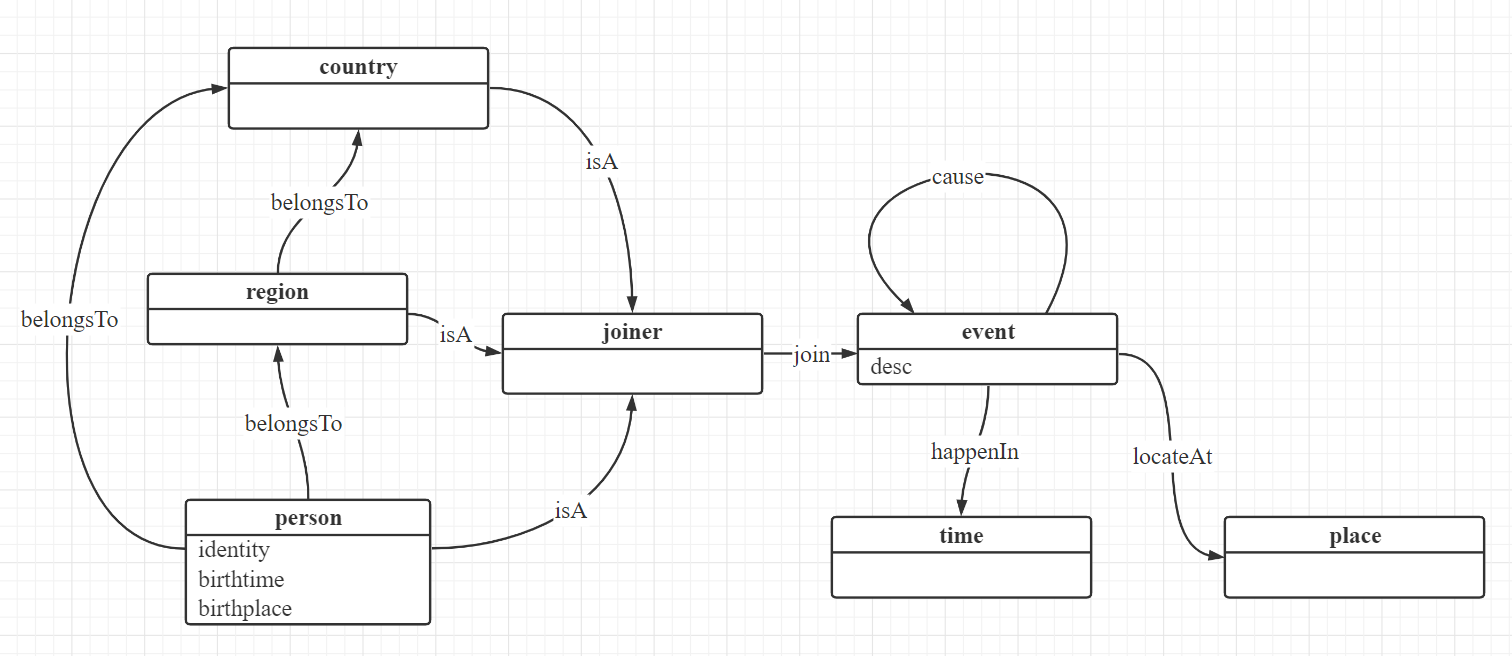 country
isA
cause
belongsTo
region
belongsTo
isA
joiner
join
event
desc
belongsTo
happenIn
locateAt
isA
person
identity
birthtime
birthplace
time
place